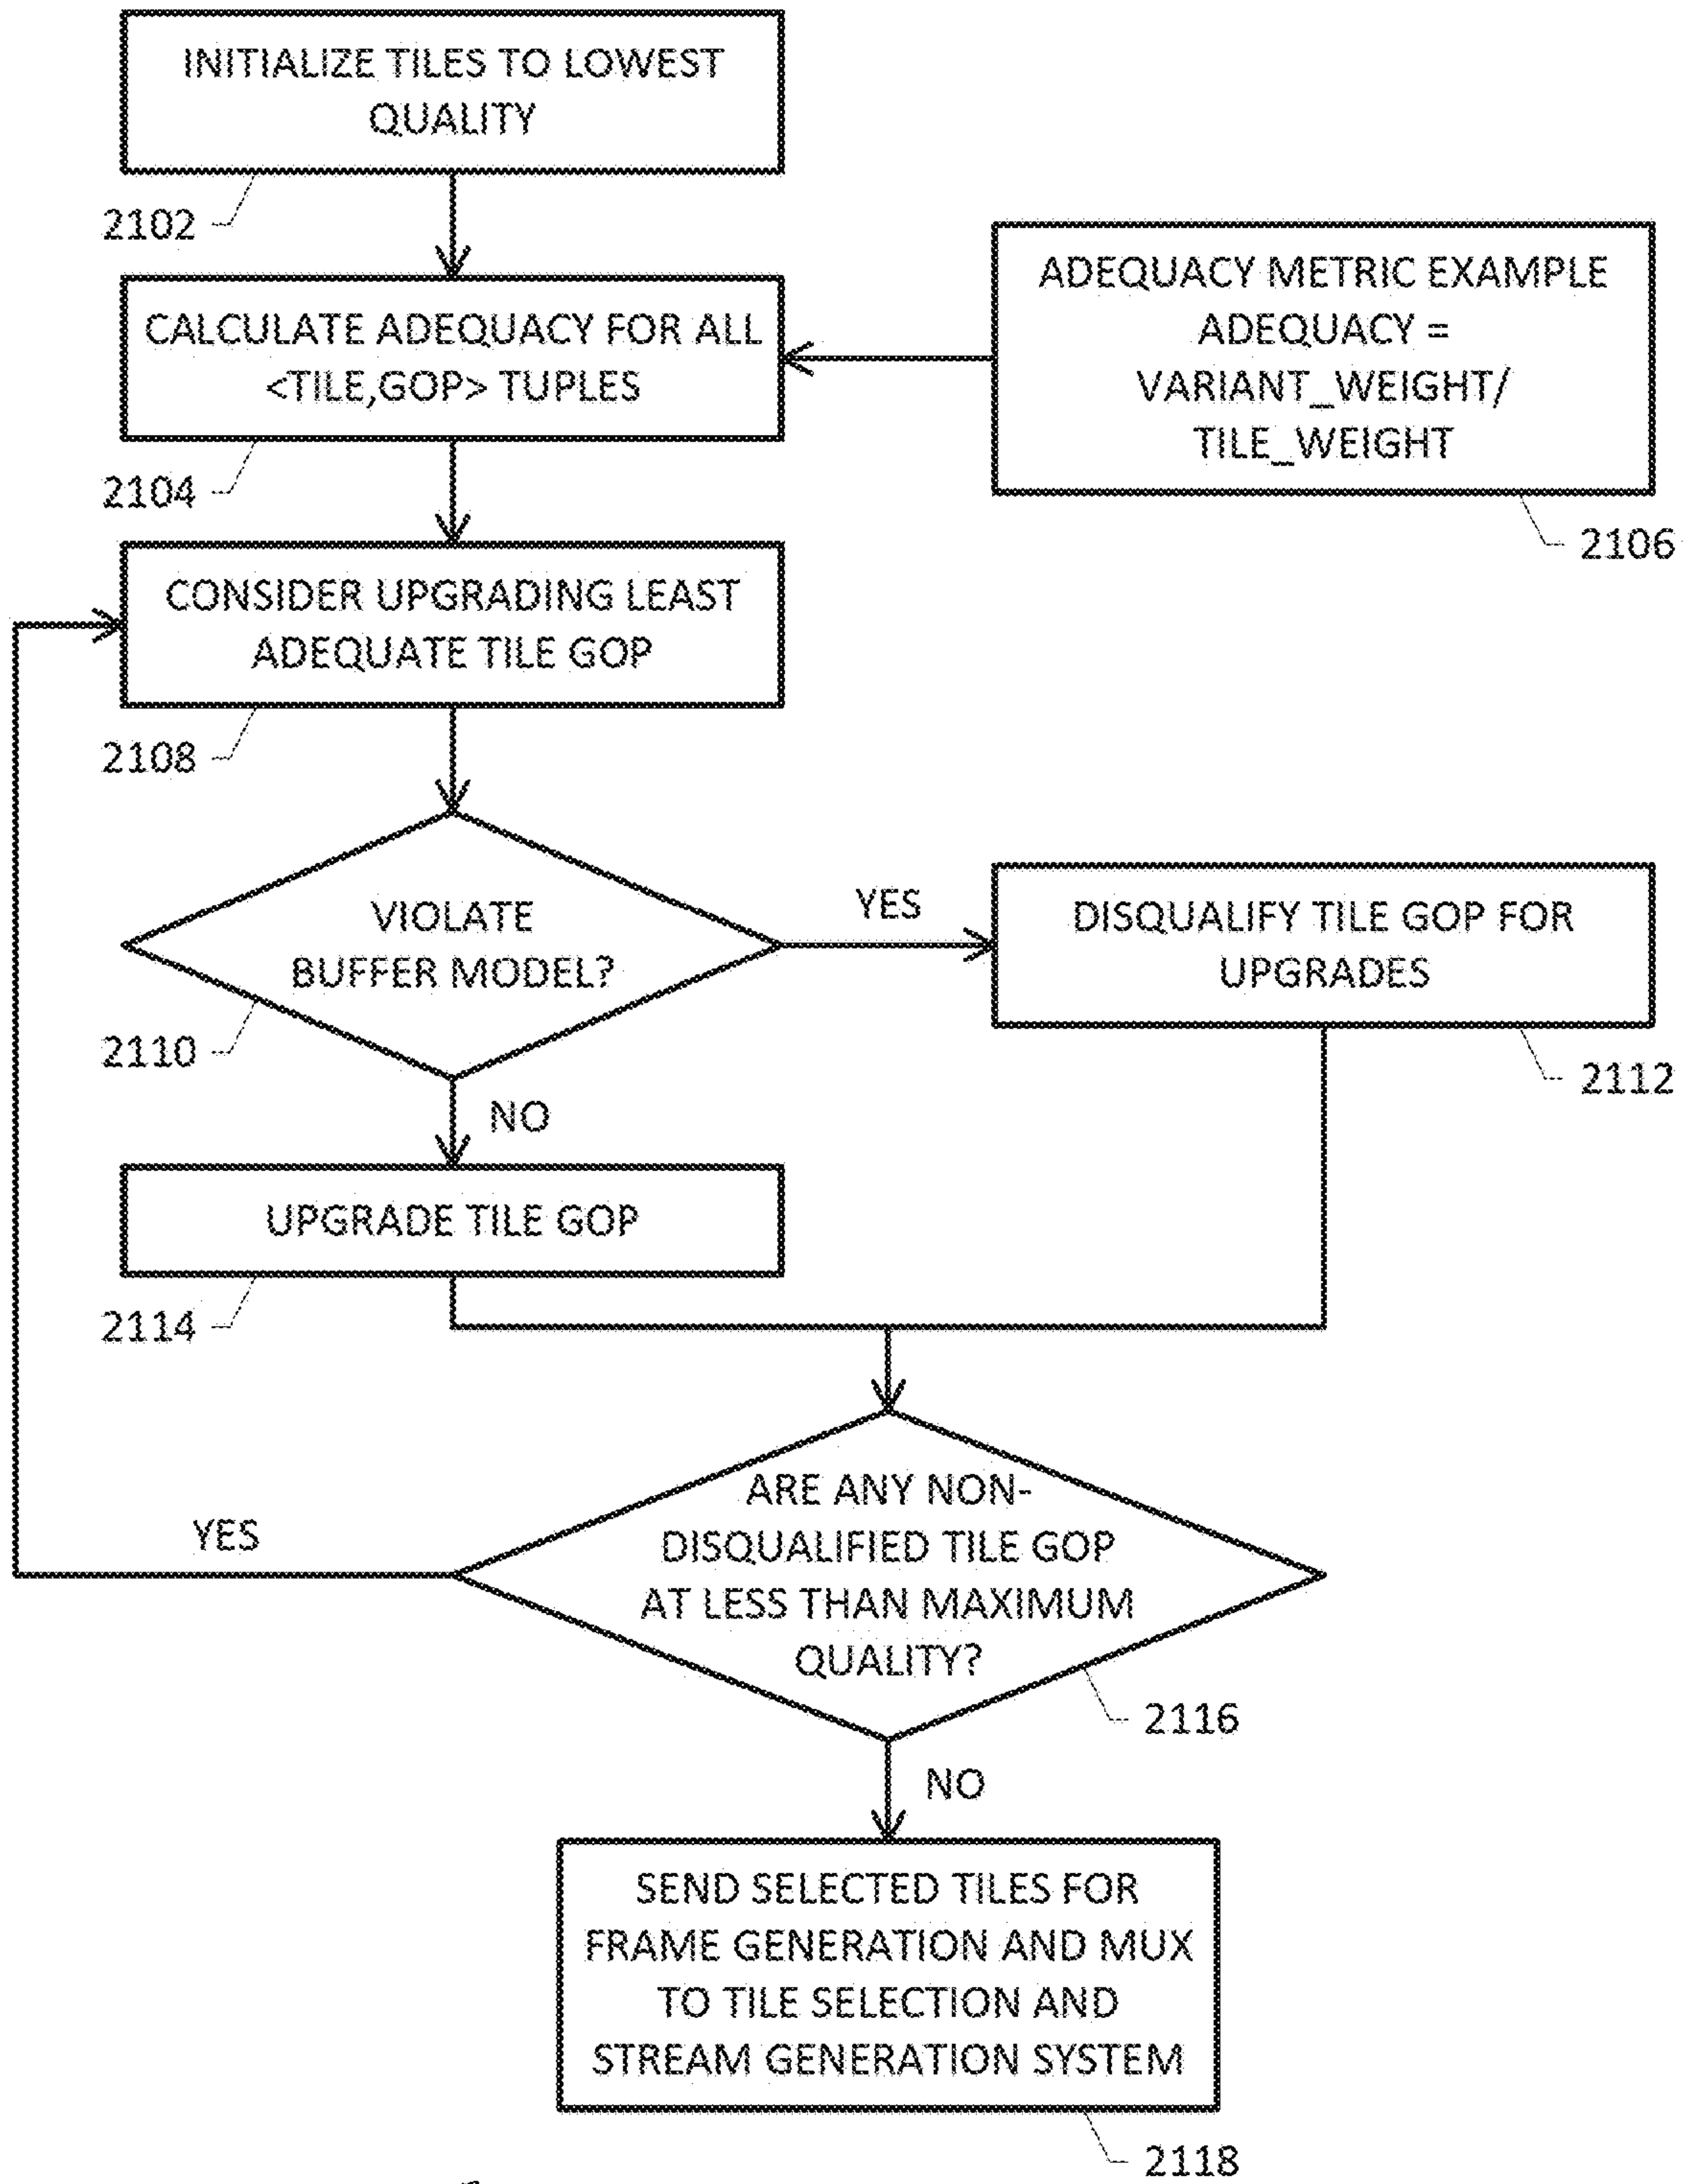 INITIALIZE TILES TO LOWEST
QUALITY
2102
CALCULATE ADEQUACY FOR ALL
<TILE,GOP> TUPLES
2104
ADEQUACY METRIC EXAMPLE
ADEQUACY =
VARIANT_WEIGHT/
TILE_WEIGHT
2106
CONSIDER UPGRADING LEAST
ADEQUATE TILE GOP
2108
VIOLATE
BUFFER MODEL?
2110
YES
DISQUALIFY TILE GOP FOR
UPGRADES
2112
NO
UPGRADE TILE GOP
2114
ARE ANY NON-
DISQUALIFIED TILE GOP
AT LESS THAN MAXIMUM
QUALITY?
2116
YES
NO
SEND SELECTED TILES FOR
FRAME GENERATION AND MUX
TO TILE SELECTION AND
STREAM GENERATION SYSTEM
2118